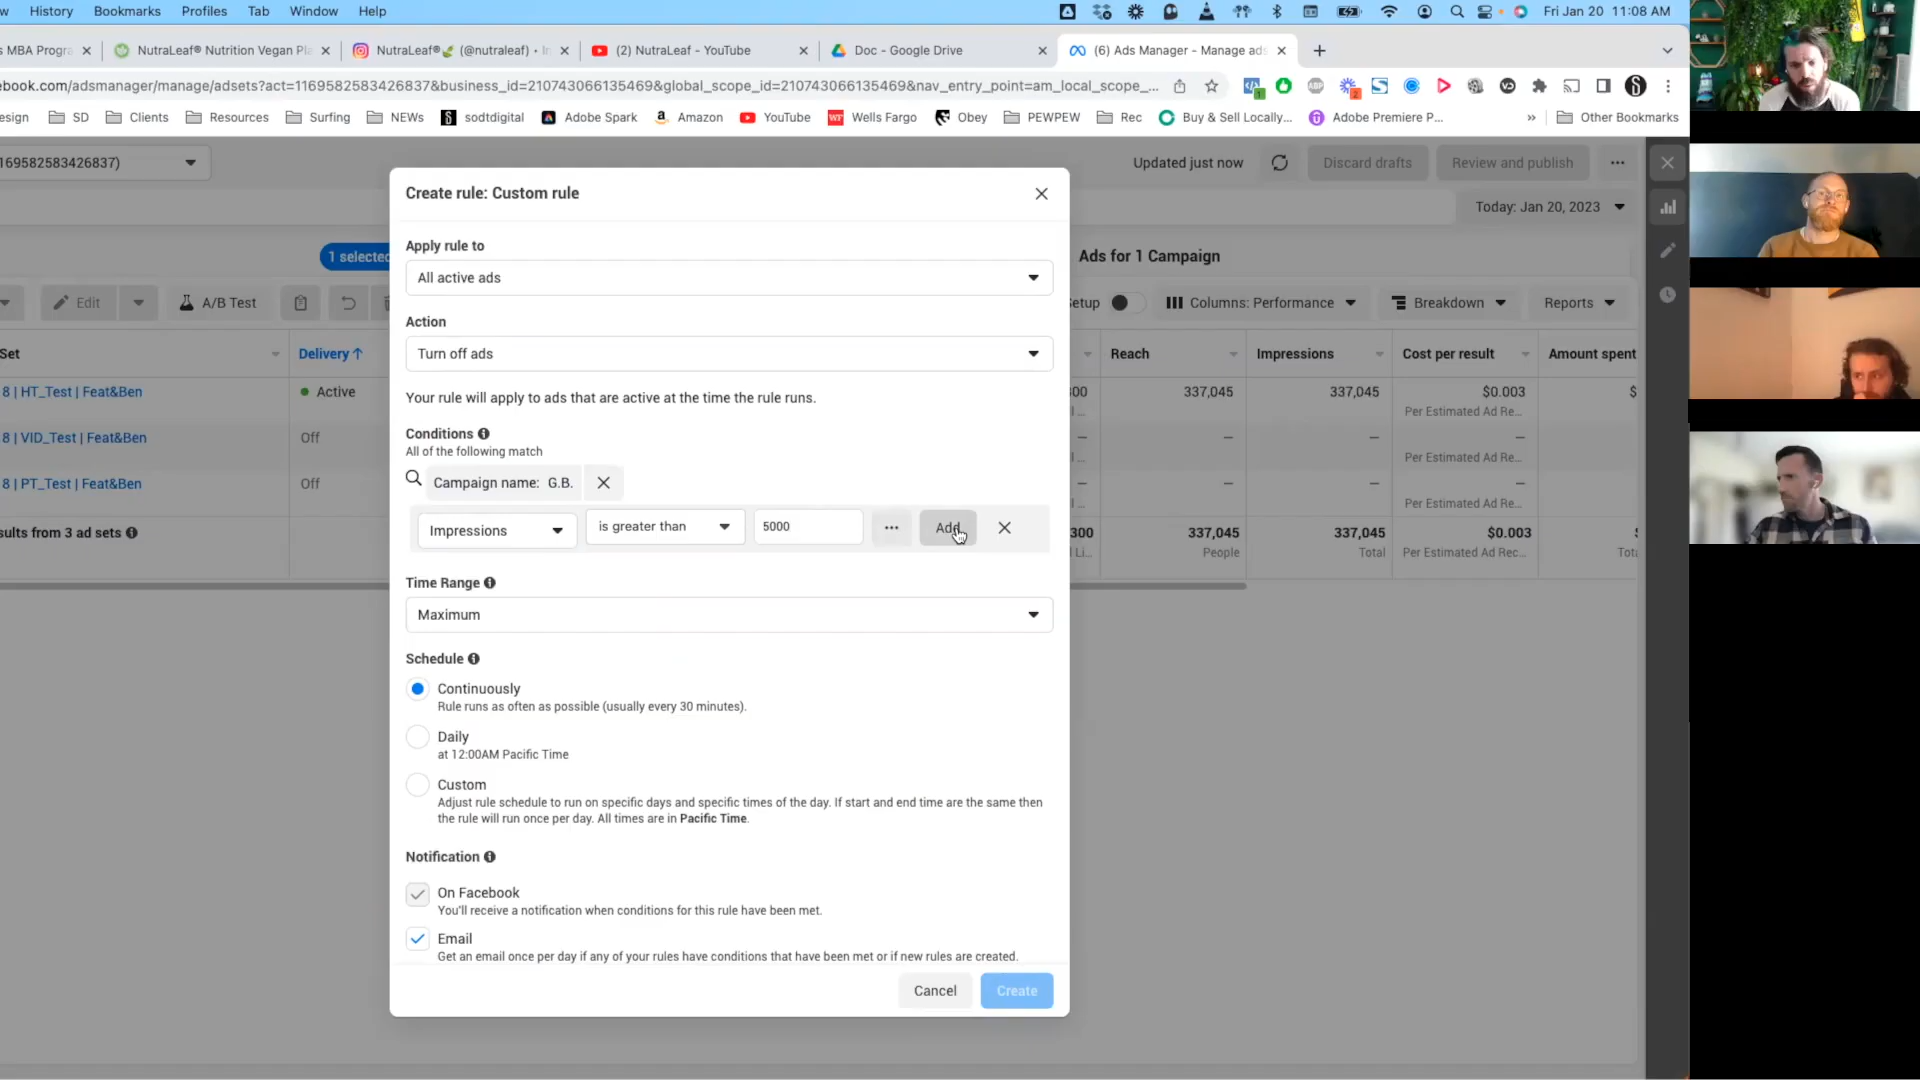 w History Bookmarks Profiles Tab Window Help Fri Jan 20 11:08 AM
s MBA Progra NutraLeaf® Nutrition Vegan Pla NutraLeaf® (@nutraleaf) • In (2) NutraLeaf - YouTube Doc - Google Drive (6) Ads Manager - Manage ads
ebook.com/adsmanager/manage/adsets?act=1169582583426837&business_id=210743066135469&global_scope_id=210743066135469&nav_entry_point=am_local_scope_...
esign SD Clients Resources Surfing NEWs sodtdigital Adobe Spark Amazon YouTube Wells Fargo Obey PEWPEW Rec Buy & Sell Locally... Adobe Premiere P... » Other Bookmarks
169582583426837) Updated just now Discard drafts Review and publish
Create rule: Custom rule
Today: Jan 20, 2023
1 selected Ads for 1 Campaign
Edit A/B Test etup Columns: Performance Breakdown Reports
Set Delivery ↑ Reach Impressions Cost per result Amount spent
8 | HT_Test | Feat&Ben Active 300 337,045 337,045 $0.003 $
l ... Per Estimated Ad Re...
8 | VID_Test | Feat&Ben Off — — — —
l ... Per Estimated Ad Re...
8 | PT_Test | Feat&Ben Off — — — —
l ... Per Estimated Ad Re...
sults from 3 ad sets 300 337,045 337,045 $0.003 $
Li... People Total Per Estimated Ad Rec... Tota
Apply rule to
All active ads
Action
Turn off ads
Your rule will apply to ads that are active at the time the rule runs.
Conditions
All of the following match
Campaign name: G.B.
Impressions is greater than 5000 ... Add
Time Range
Maximum
Schedule
Continuously
Rule runs as often as possible (usually every 30 minutes).
Daily
at 12:00AM Pacific Time
Custom
Adjust rule schedule to run on specific days and specific times of the day. If start and end time are the same then
the rule will run once per day. All times are in Pacific Time.
Notification
On Facebook
You'll receive a notification when conditions for this rule have been met.
Email
Get an email once per day if any of your rules have conditions that have been met or if new rules are created.
Cancel Create